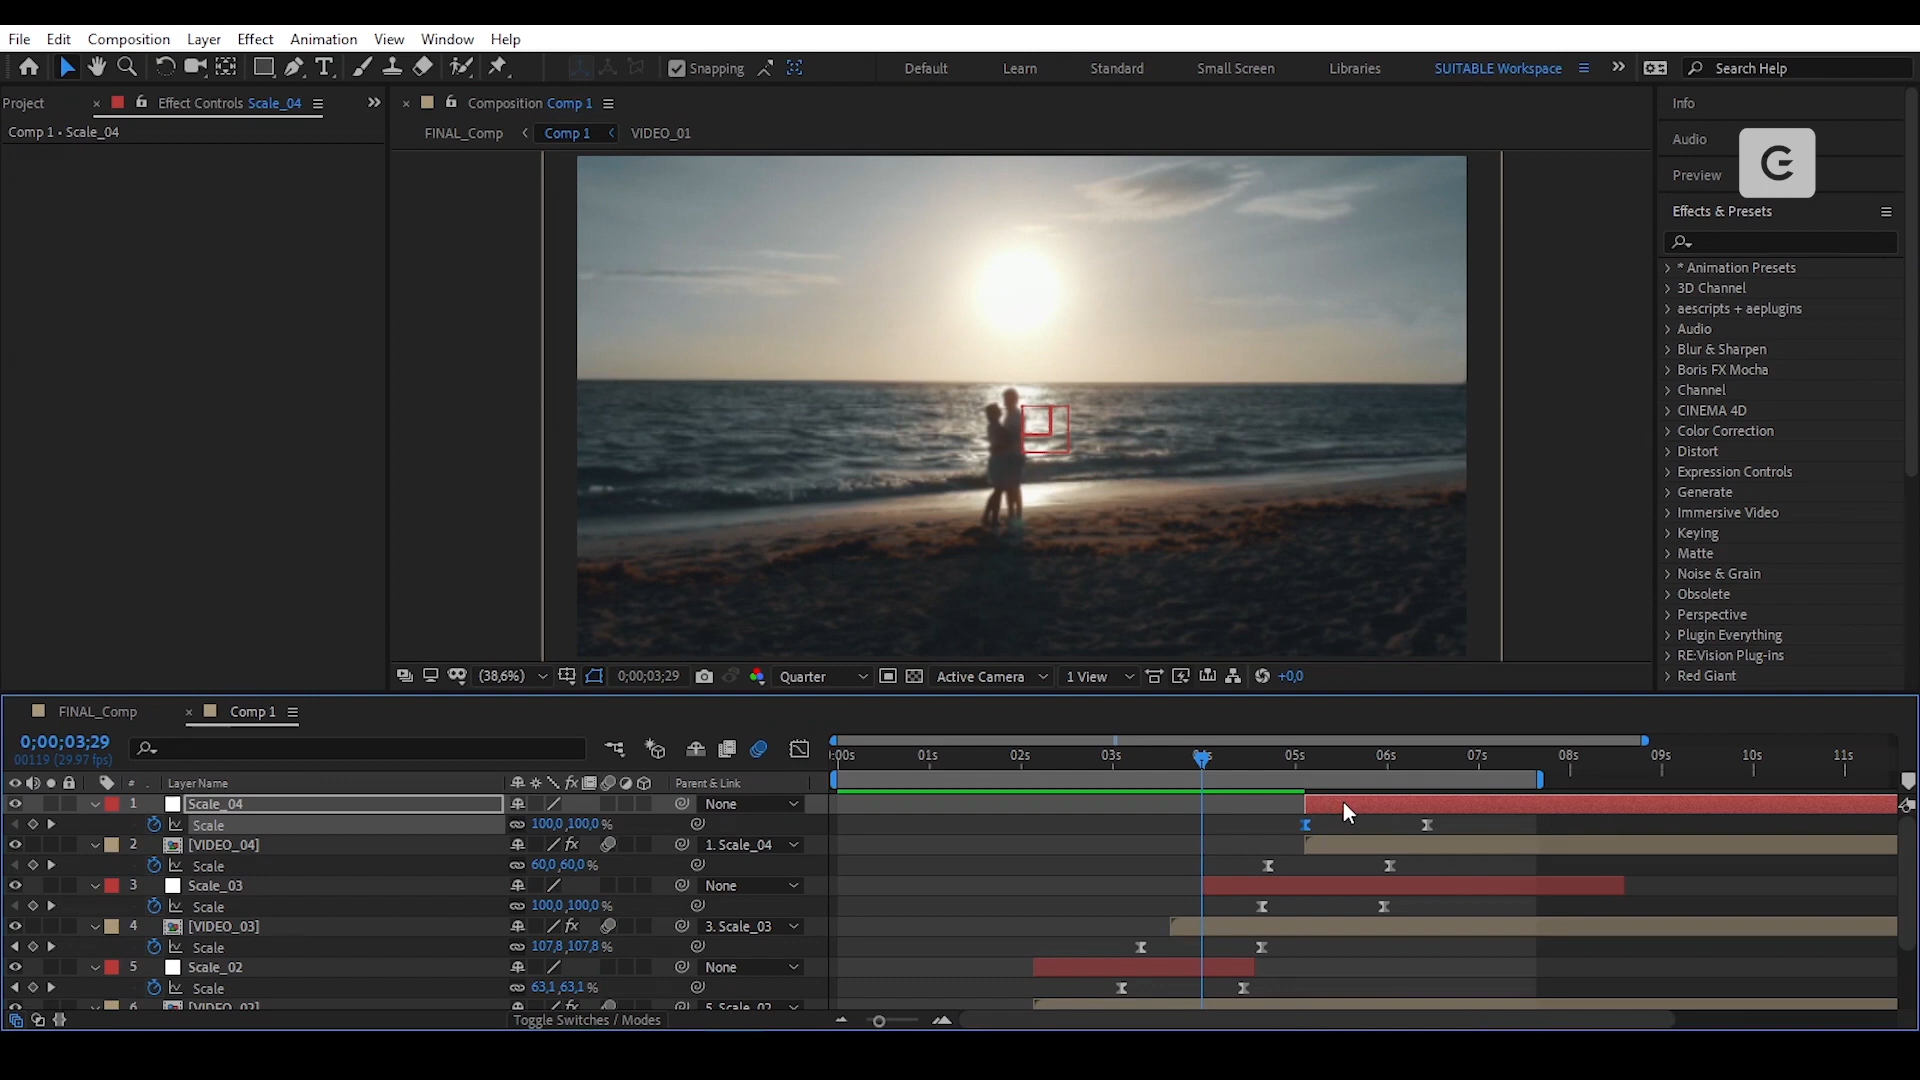 File Edit Composition Layer Effect Animation View Window Help
Snapping Default Learn Standard Small Screen Libraries SUITABLE Workspace Search Help
Project Effect Controls Scale_04 Composition Comp 1 Info
Comp 1 • Scale_04 FINAL_Comp Comp 1 VIDEO_01
Audio
Preview
Effects & Presets
* Animation Presets
3D Channel
aescripts + aeplugins
Audio
Blur & Sharpen
Boris FX Mocha
Channel
CINEMA 4D
Color Correction
Distort
Expression Controls
Generate
Immersive Video
Keying
Matte
Noise & Grain
Obsolete
Perspective
Plugin Everything
RE:Vision Plug-ins
Red Giant
(38,6%) 0;00;03;29 Quarter Active Camera 1 View +0,0
FINAL_Comp Comp 1
0;00;03;29
00119 (29.97 fps)
:00s 01s 02s 03s 05s 06s 07s 08s 09s 10s 11s
# Layer Name fx Parent & Link
1 Scale_04 None
Scale 100,0,100,0 %
2 [VIDEO_04] fx 1. Scale_04
Scale 60,0,60,0 %
3 Scale_03 None
Scale 100,0,100,0 %
4 [VIDEO_03] fx 3. Scale_03
Scale 107,8,107,8 %
5 Scale_02 None
Scale 63,1,63,1 %
6 [VIDEO_02] fx 5. Scale_02
Toggle Switches / Modes